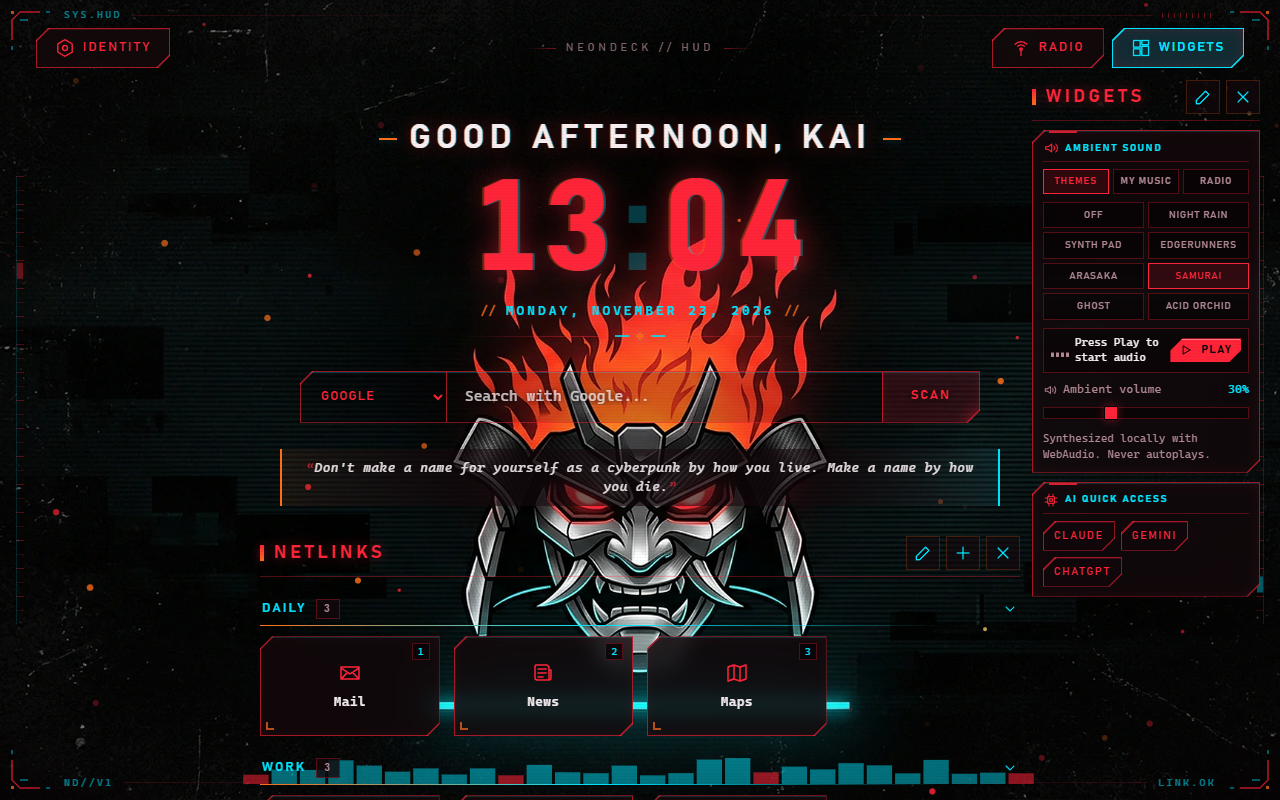 SYS.HUD
IDENTITY
NEONDECK // HUD
RADIO
WIDGETS
GOOD AFTERNOON, KAI
13:04
// MONDAY, NOVEMBER 23, 2026 //
GOOGLE
Search with Google...
SCAN
“Don't make a name for yourself as a cyberpunk by how you live. Make a name by how
you die.”
NETLINKS
DAILY 3
1
Mail
2
News
3
Maps
WORK 3
WIDGETS
AMBIENT SOUND
THEMES MY MUSIC RADIO
OFF NIGHT RAIN
SYNTH PAD EDGERUNNERS
ARASAKA SAMURAI
GHOST ACID ORCHID
Press Play to
start audio
PLAY
Ambient volume 30%
Synthesized locally with
WebAudio. Never autoplays.
AI QUICK ACCESS
CLAUDE GEMINI
CHATGPT
ND//V1
LINK.OK